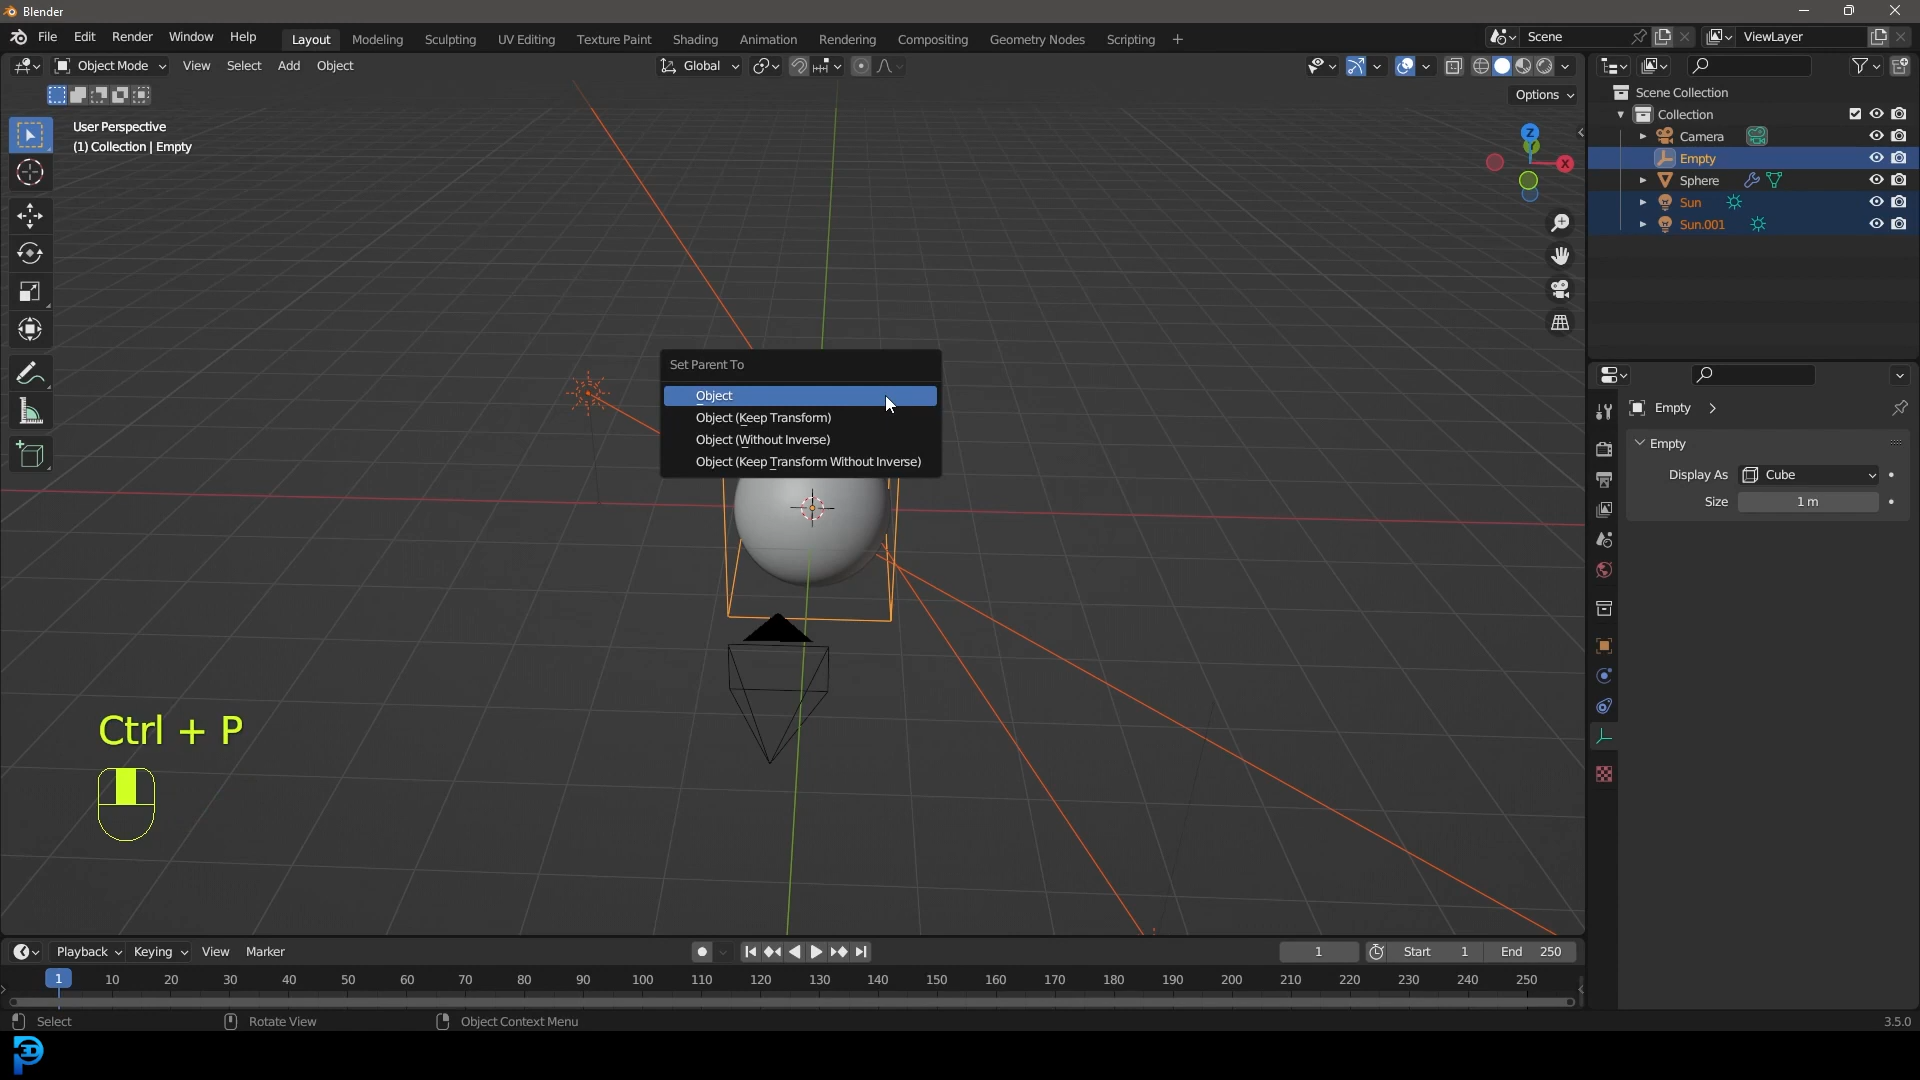 Blender
File Edit Render Window Help Layout Modeling Sculpting UV Editing Texture Paint Shading Animation Rendering Compositing Geometry Nodes Scripting + Scene ViewLayer
Object Mode View Select Add Object Global
Options
User Perspective
(1) Collection | Empty
Z
X
Scene Collection
Collection
Camera
Empty
Sphere
Sun
Sun.001
Set Parent To
Object
Object (Keep Transform)
Object (Without Inverse)
Object (Keep Transform Without Inverse)
Empty
Empty
Display As Cube
Size 1 m
Ctrl + P
Playback Keying View Marker 1 Start 1 End 250
1 10 20 30 40 50 60 70 80 90 100 110 120 130 140 150 160 170 180 190 200 210 220 230 240 250
Select Rotate View Object Context Menu 3.5.0
3D